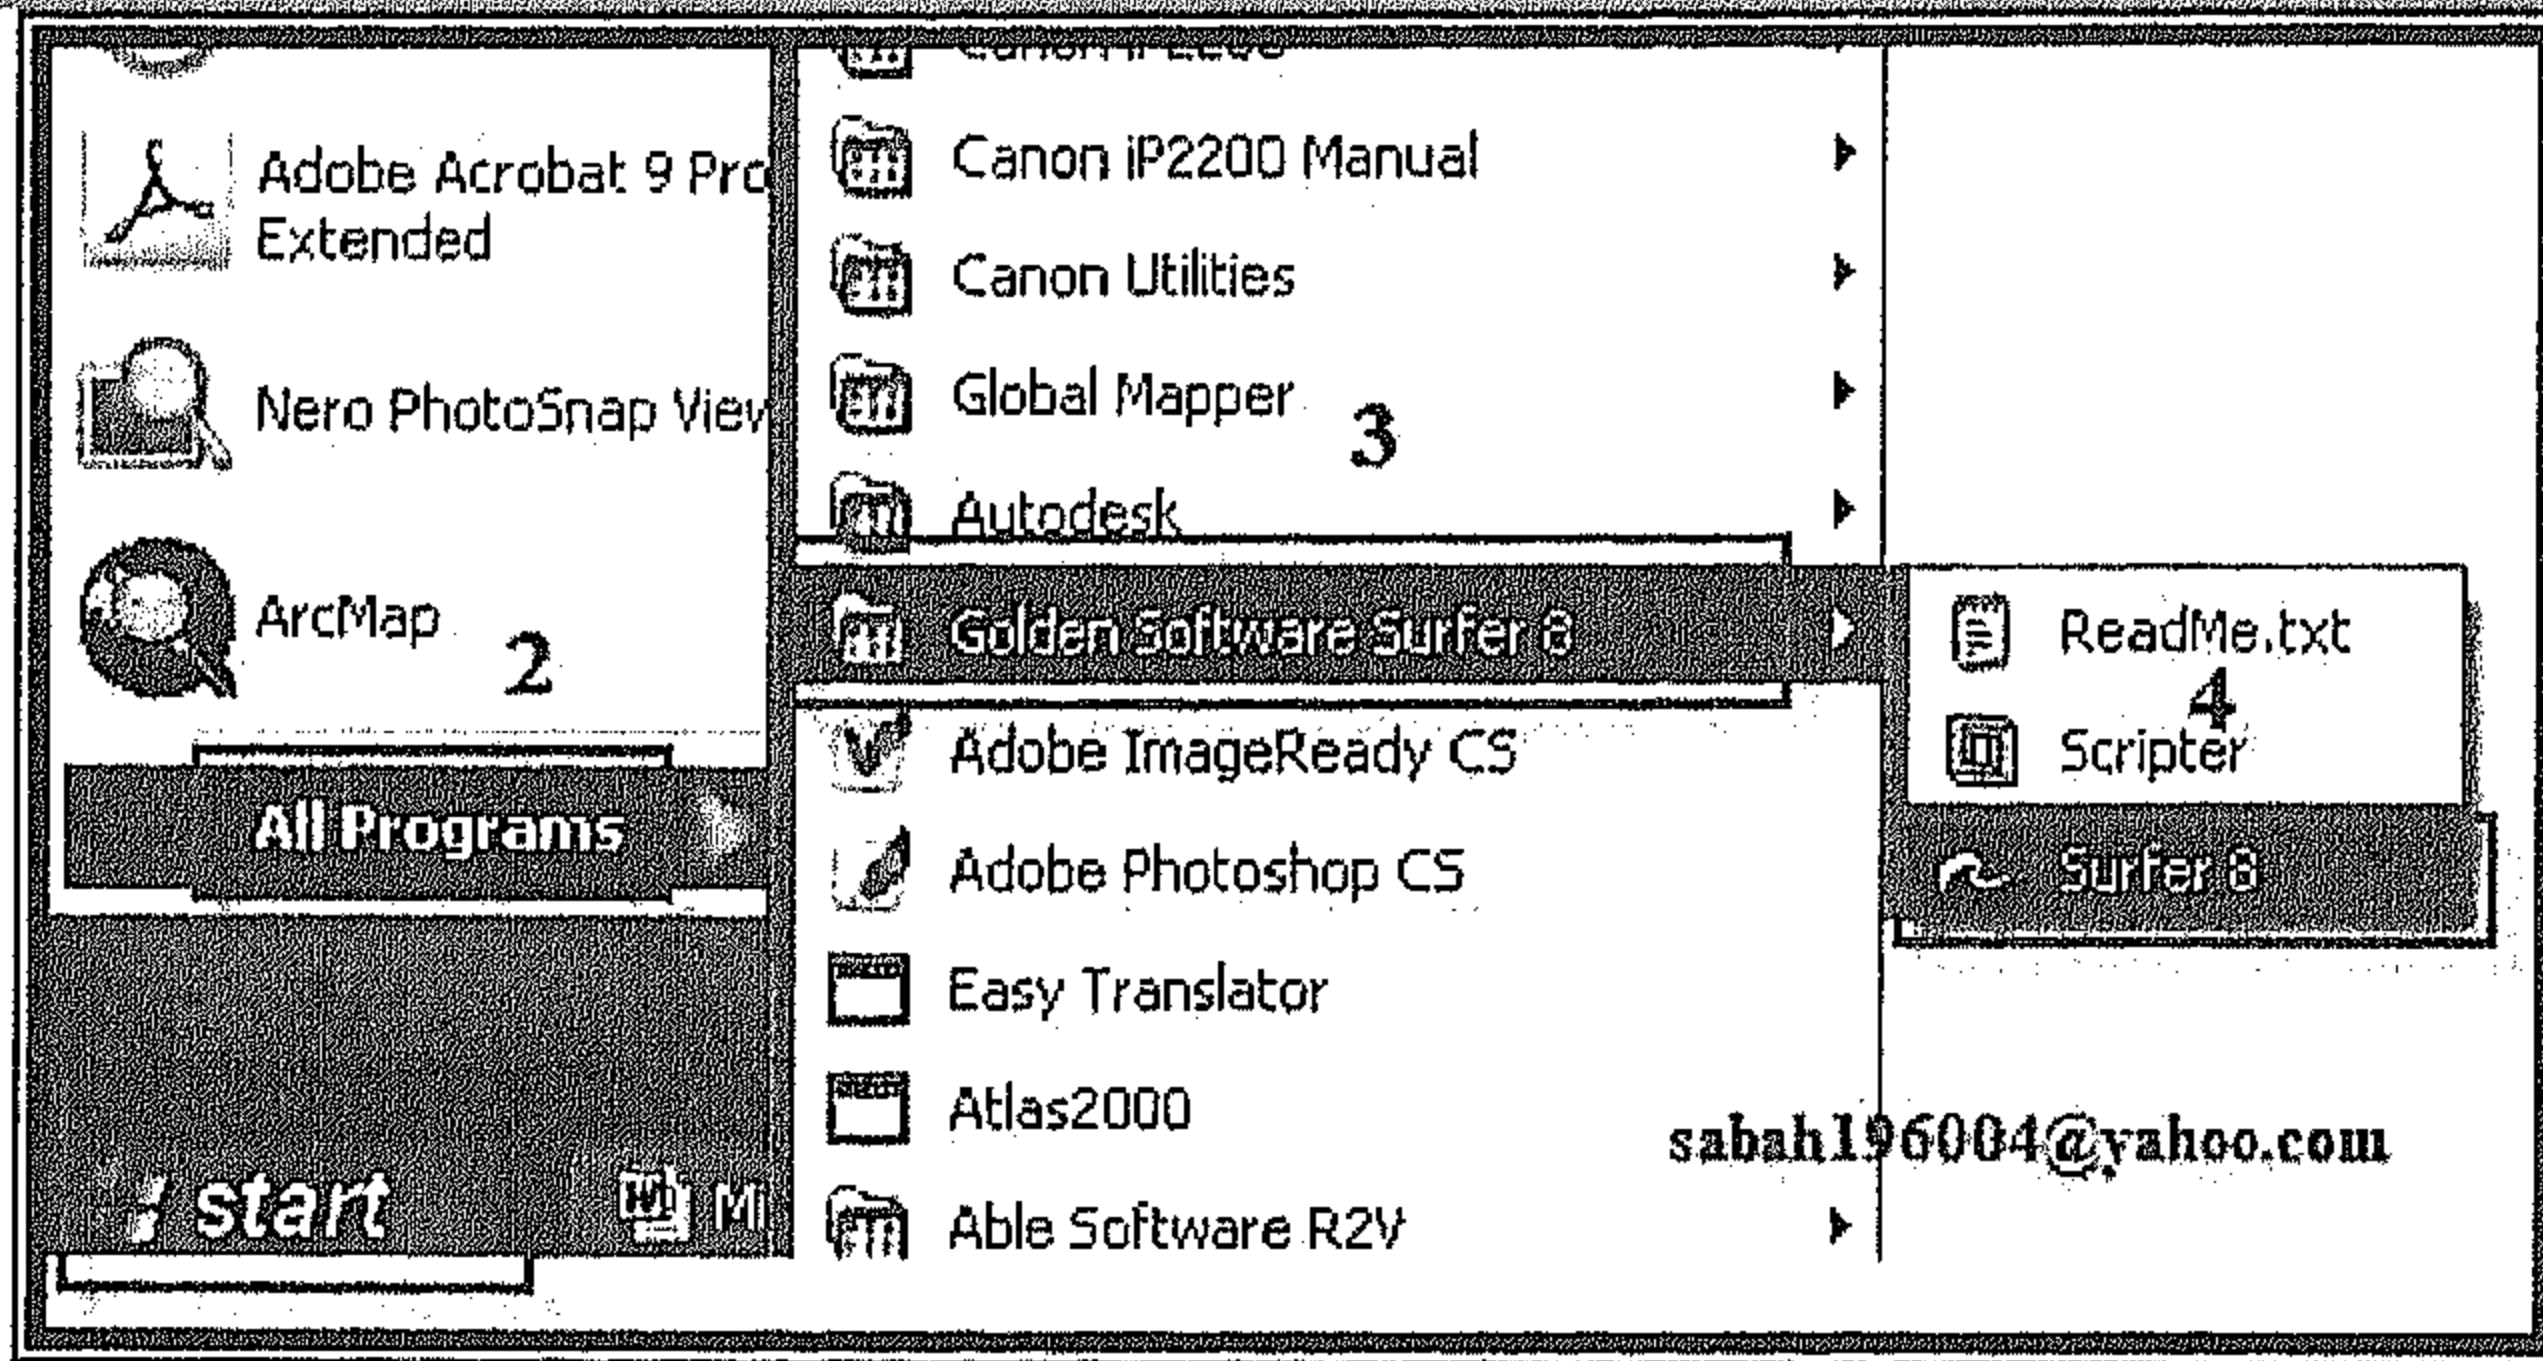 Adobe Acrobat 9 Pro
Extended
Nero PhotoSnap View
ArcMap
2
All Programs
start
Mi
Canon iP2200 Manual
Canon Utilities
Global Mapper
3
Autodesk
Golden Software Surfer 8
Adobe ImageReady CS
Adobe Photoshop CS
Easy Translator
Atlas2000
Able Software R2V
ReadMe.txt
4
Scripter
Surfer 8
sabah196004@yahoo.com